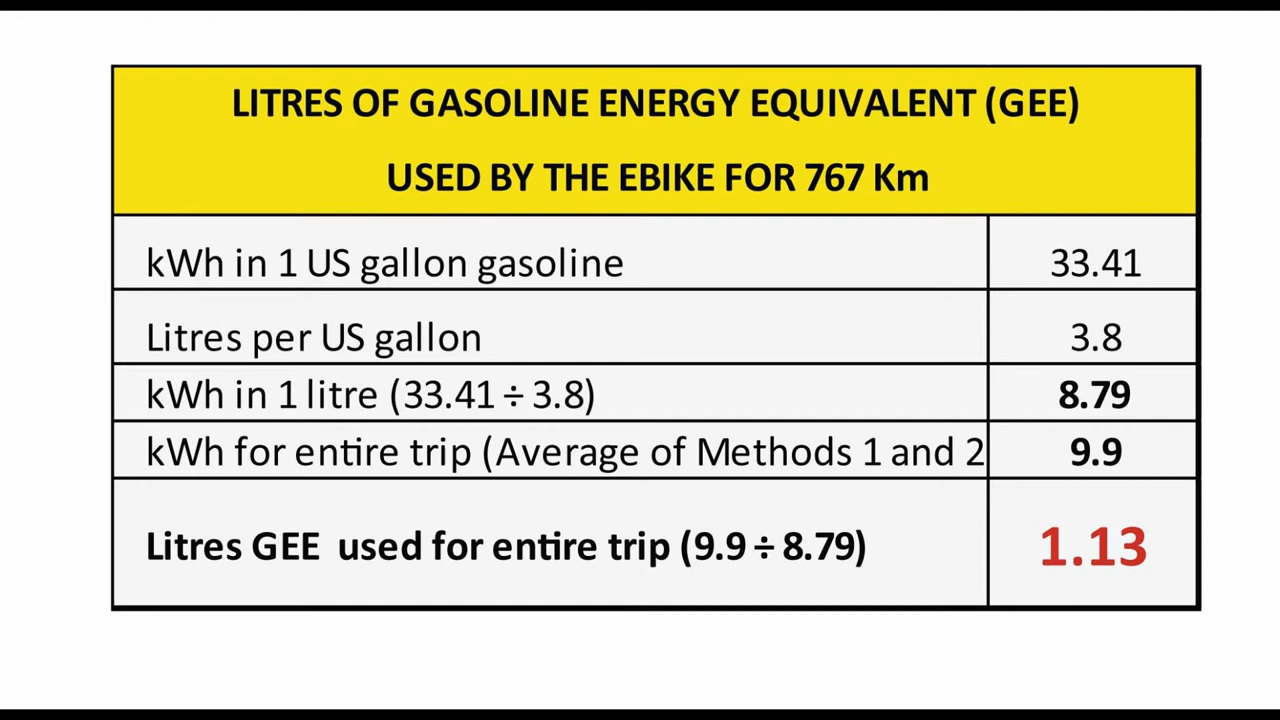 LITRES OF GASOLINE ENERGY EQUIVALENT (GEE)
USED BY THE EBIKE FOR 767 Km
kWh in 1 US gallon gasoline 33.41
Litres per US gallon 3.8
kWh in 1 litre (33.41 ÷ 3.8) 8.79
kWh for entire trip (Average of Methods 1 and 2 9.9
Litres GEE used for entire trip (9.9 ÷ 8.79) 1.13